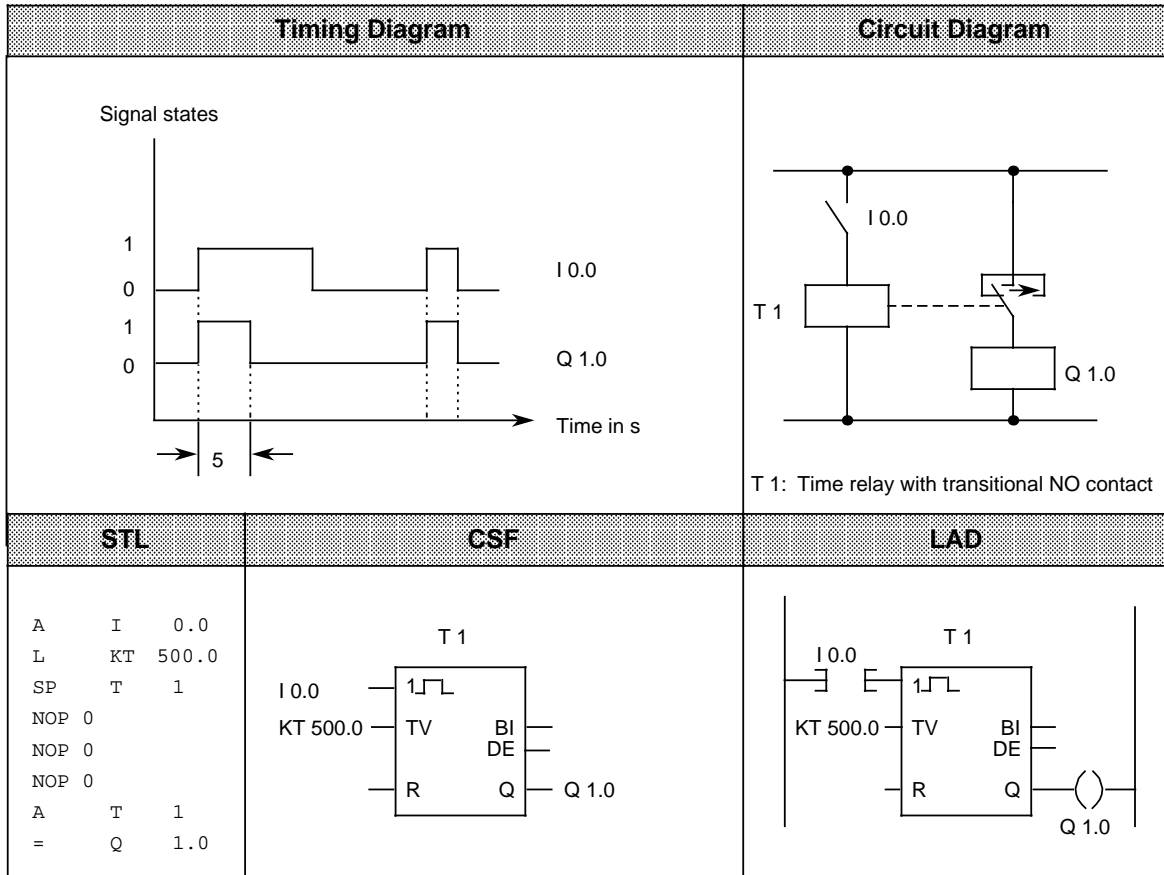 Timing Diagram
Circuit Diagram
Signal states
1
0
I 0.0
1
0
Q 1.0
Time in s
5
I 0.0
T 1
Q 1.0
T 1: Time relay with transitional NO contact
STL
CSF
LAD
A I 0.0
L KT 500.0
SP T 1
NOP 0
NOP 0
NOP 0
A T 1
= Q 1.0
T 1
I 0.0
1
KT 500.0
TV
BI
DE
R
Q
Q 1.0
T 1
I 0.0
1
KT 500.0
TV
BI
DE
R
Q
Q 1.0